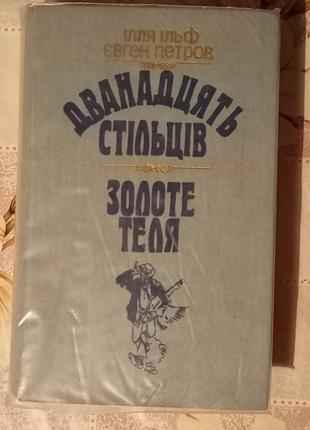 ІЛЛЯ ІЛЬФ
ЄВГЕН ПЕТРОВ
ДВАНАДЦЯТЬ
СТІЛЬЦІВ
ЗОЛОТЕ
ТЕЛЯ